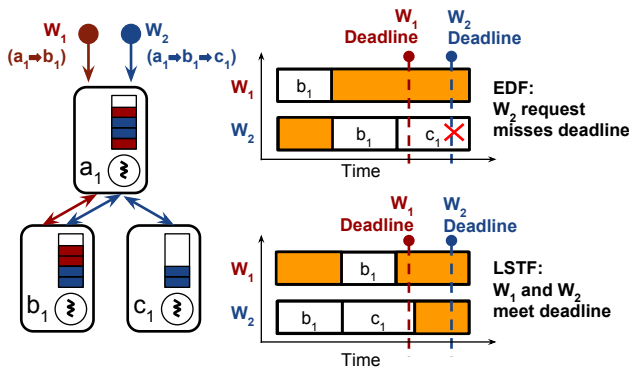 W₁
W₂
(a₁➡b₁)
(a₁➡b₁➡c₁)
a₁
b₁
c₁
W₁
Deadline
W₂
Deadline
W₁
b₁
W₂
b₁
c₁
Time
EDF:
W₂ request
misses deadline
W₁
Deadline
W₂
Deadline
W₁
b₁
W₂
b₁
c₁
Time
LSTF:
W₁ and W₂
meet deadline